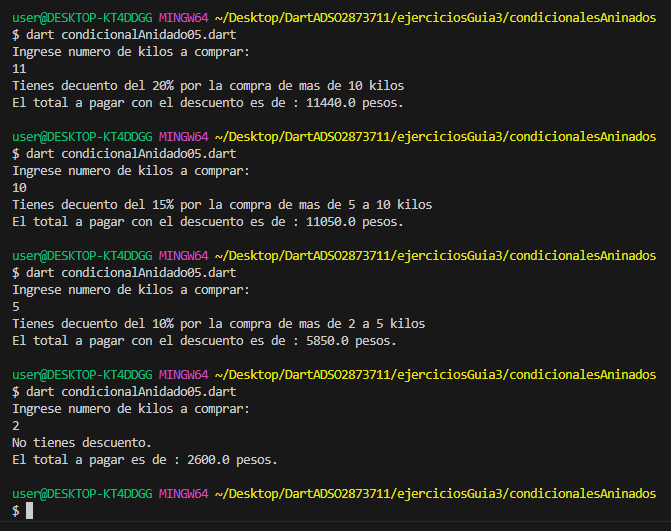 user@DESKTOP-KT4DDGG MINGW64 ~/Desktop/DartADSO2873711/ejerciciosGuia3/condicionalesAninados
$ dart condicionalAnidado05.dart
Ingrese numero de kilos a comprar:
11
Tienes decuento del 20% por la compra de mas de 10 kilos
El total a pagar con el descuento es de : 11440.0 pesos.
user@DESKTOP-KT4DDGG MINGW64 ~/Desktop/DartADSO2873711/ejerciciosGuia3/condicionalesAninados
$ dart condicionalAnidado05.dart
Ingrese numero de kilos a comprar:
10
Tienes decuento del 15% por la compra de mas de 5 a 10 kilos
El total a pagar con el descuento es de : 11050.0 pesos.
user@DESKTOP-KT4DDGG MINGW64 ~/Desktop/DartADSO2873711/ejerciciosGuia3/condicionalesAninados
$ dart condicionalAnidado05.dart
Ingrese numero de kilos a comprar:
5
Tienes decuento del 10% por la compra de mas de 2 a 5 kilos
El total a pagar con el descuento es de : 5850.0 pesos.
user@DESKTOP-KT4DDGG MINGW64 ~/Desktop/DartADSO2873711/ejerciciosGuia3/condicionalesAninados
$ dart condicionalAnidado05.dart
Ingrese numero de kilos a comprar:
2
No tienes descuento.
El total a pagar es de : 2600.0 pesos.
user@DESKTOP-KT4DDGG MINGW64 ~/Desktop/DartADSO2873711/ejerciciosGuia3/condicionalesAninados
$